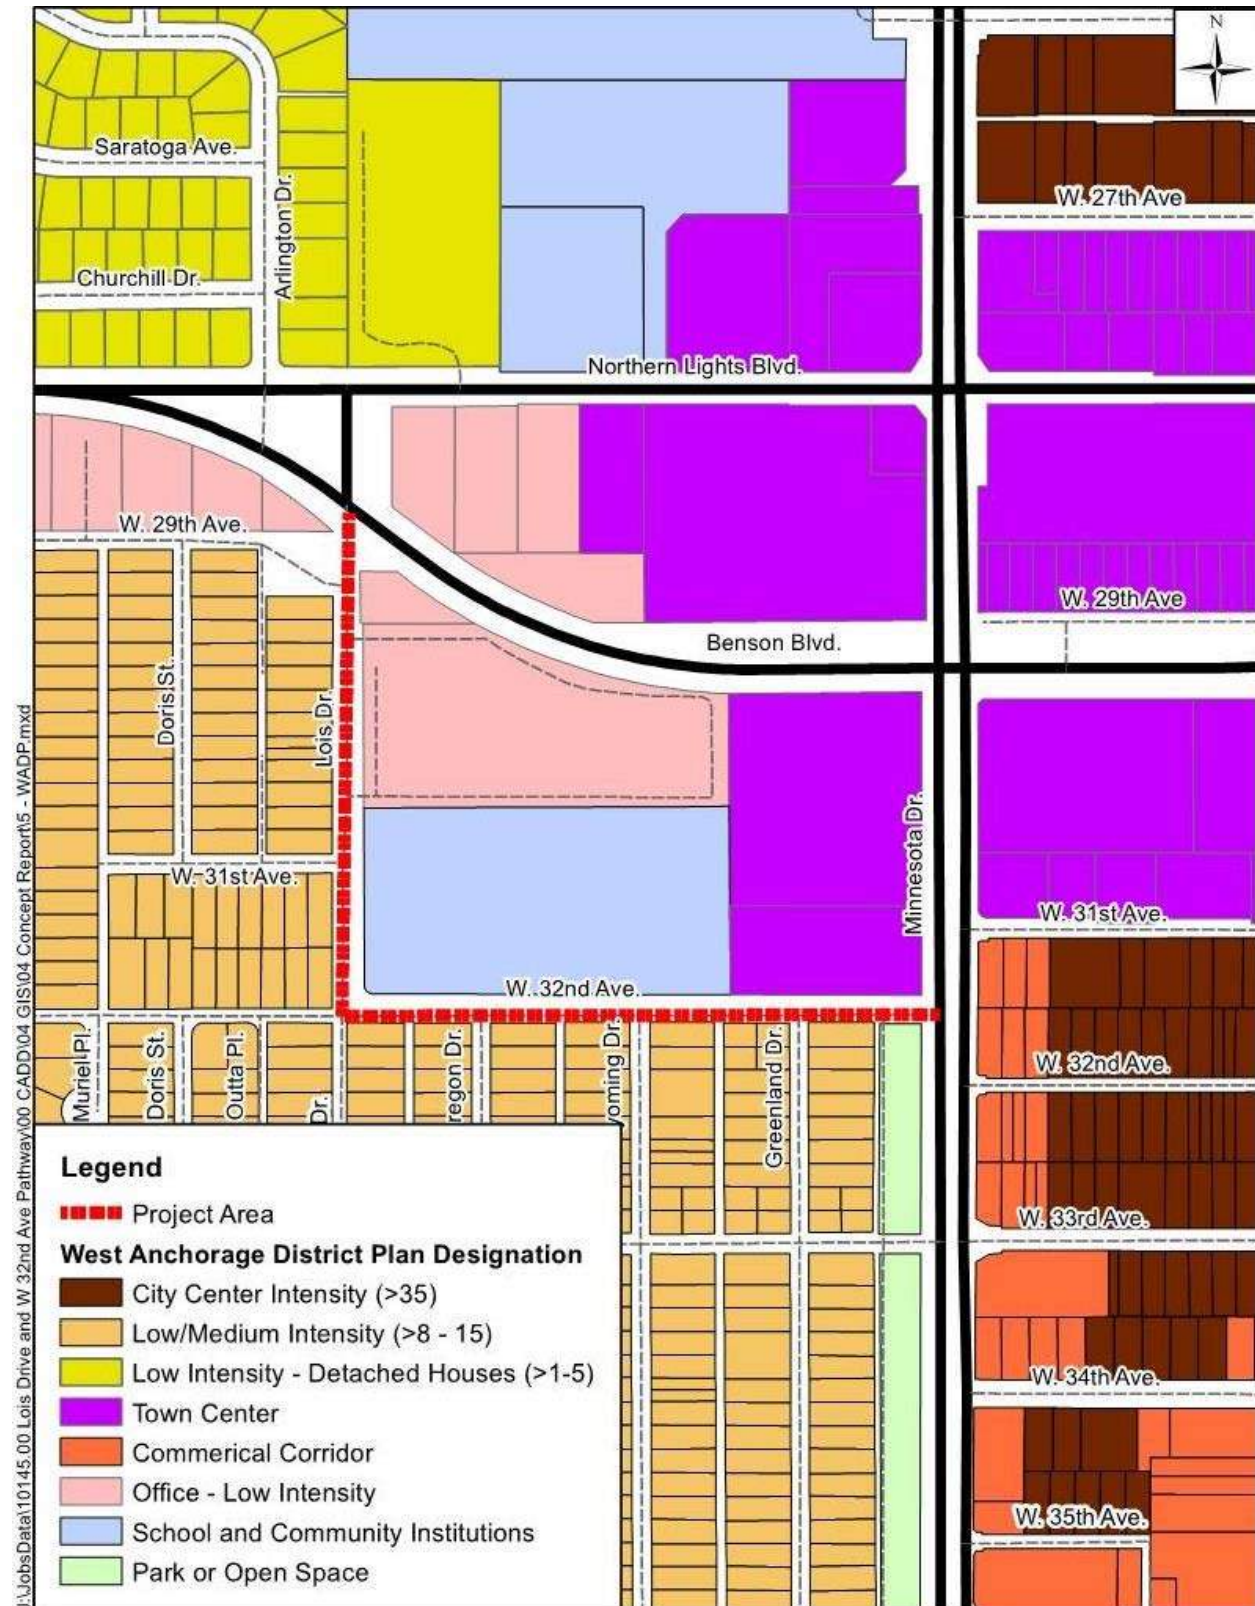 N
Saratoga Ave.
Arlington Dr.
W. 27th Ave
Churchill Dr.
Northern Lights Blvd.
W. 29th Ave.
W. 29th Ave
Benson Blvd.
Doris St.
Lois Dr.
Minnesota Dr.
W. 31st Ave.
W. 31st Ave.
W. 32nd Ave.
W. 32nd Ave.
Muriel Pl.
Doris St.
Outta Pl.
Dr.
regon Dr.
yoming Dr.
Greenland Dr.
W. 33rd Ave.
W. 34th Ave.
W. 35th Ave.
Legend
Project Area
West Anchorage District Plan Designation
City Center Intensity (>35)
Low/Medium Intensity (>8 - 15)
Low Intensity - Detached Houses (>1-5)
Town Center
Commerical Corridor
Office - Low Intensity
School and Community Institutions
Park or Open Space
:\JobsData\10145.00 Lois Drive and W 32nd Ave Pathway\00 CADD\04 GIS\04 Concept Report\5 - WADP.mxd